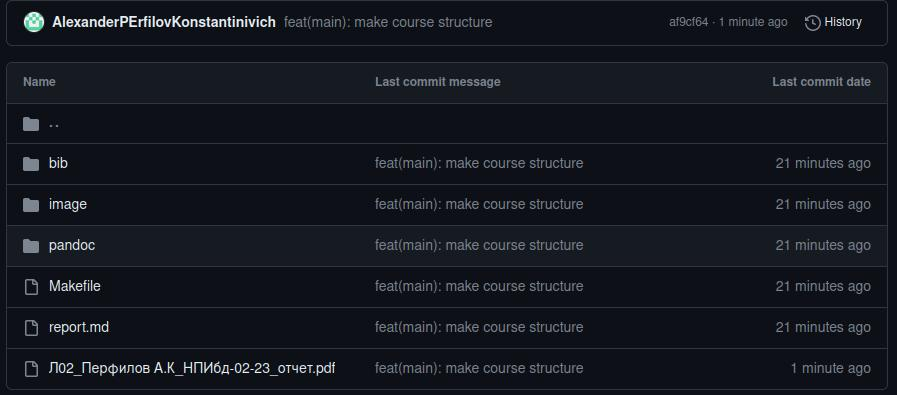 AlexanderPErfilovKonstantinivich feat(main): make course structure af9cf64 · 1 minute ago History
Name Last commit message Last commit date
..
bib feat(main): make course structure 21 minutes ago
image feat(main): make course structure 21 minutes ago
pandoc feat(main): make course structure 21 minutes ago
Makefile feat(main): make course structure 21 minutes ago
report.md feat(main): make course structure 21 minutes ago
Л02_Перфилов А.К_НПИбд-02-23_отчет.pdf feat(main): make course structure 1 minute ago